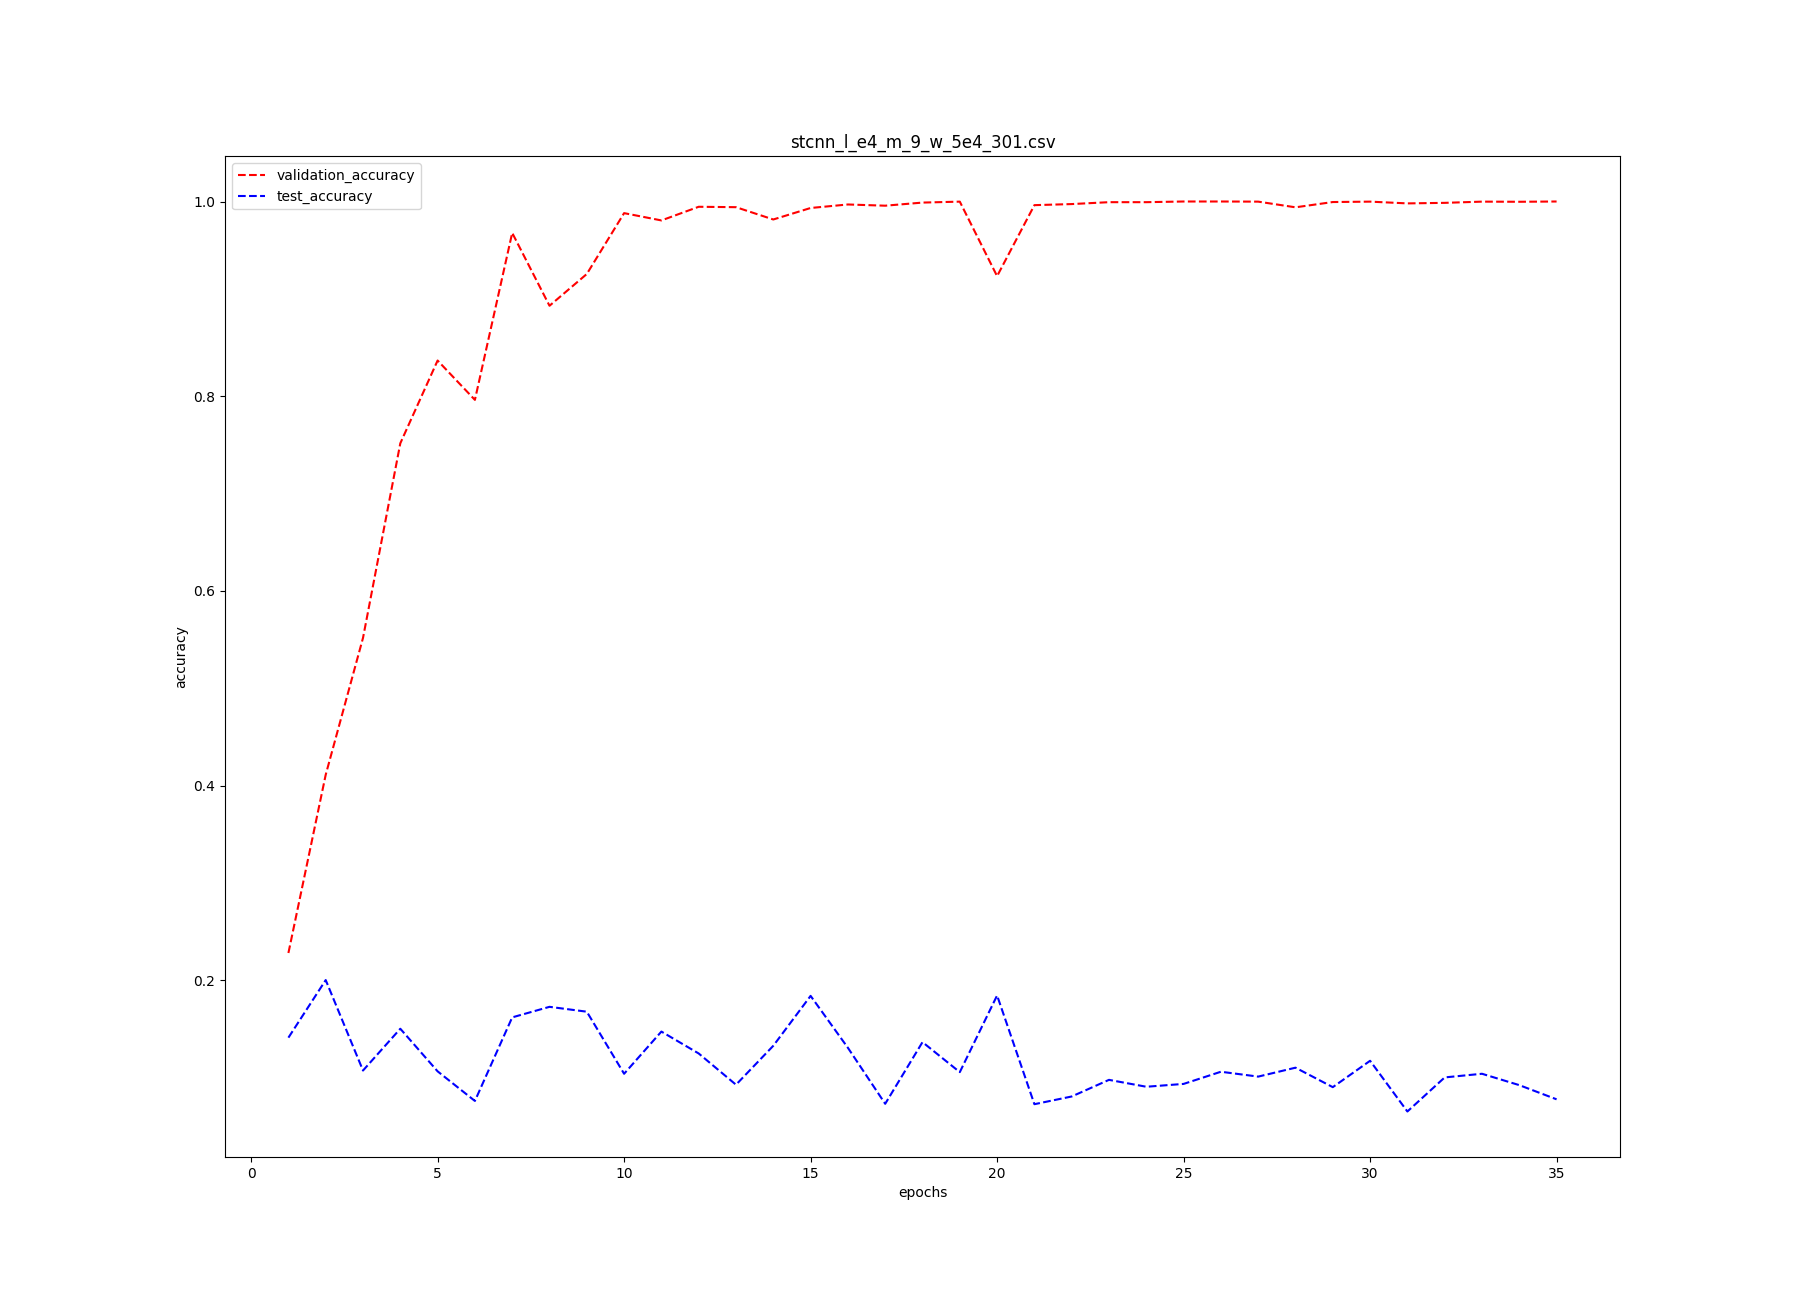 stcnn_l_e4_m_9_w_5e4_301.csv
validation_accuracy
test_accuracy
1.0
0.8
0.6
0.4
0.2
accuracy
0 5 10 15 20 25 30 35
epochs